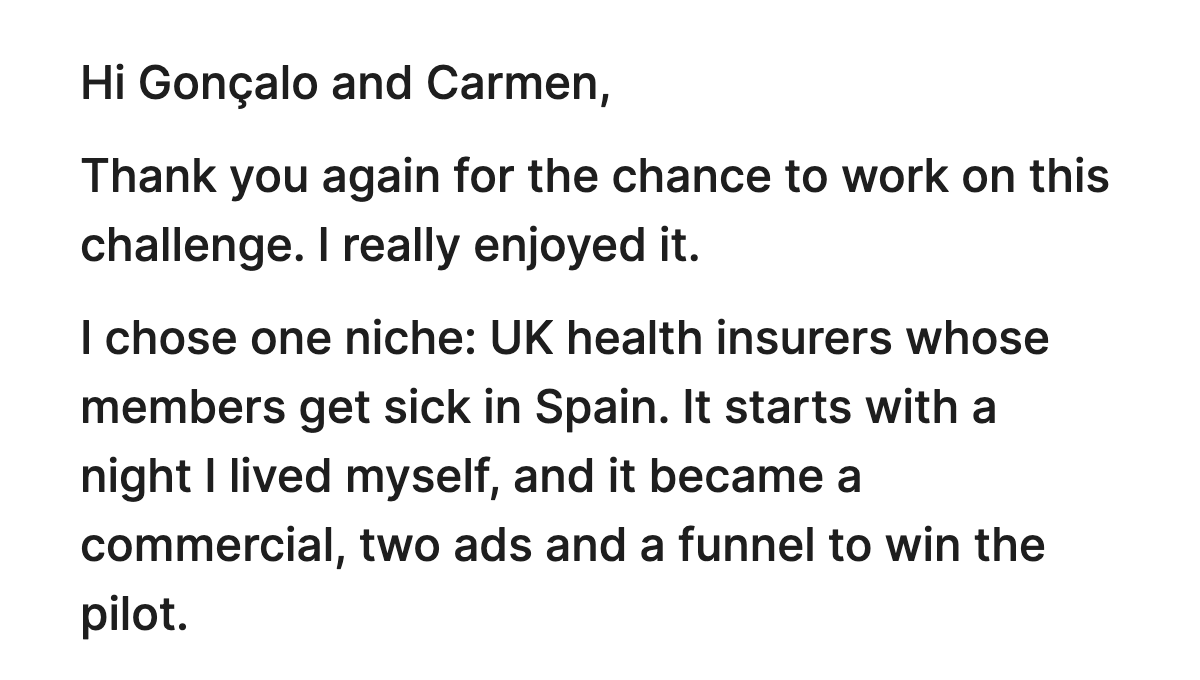 Hi Gonçalo and Carmen,
Thank you again for the chance to work on this
challenge. I really enjoyed it.
I chose one niche: UK health insurers whose
members get sick in Spain. It starts with a
night I lived myself, and it became a
commercial, two ads and a funnel to win the
pilot.